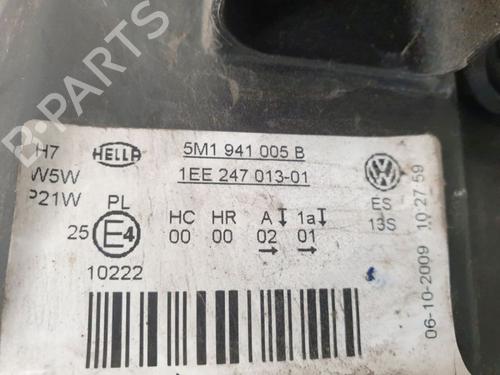 H7
W5W
P21W
HELLA
5M1 941 005 B
1EE 247 013-01
PL
25
E4
10222
HC HR A 1a
00 00 02 01
ES
13S
06-10-2009 10:27:59
B-Parts